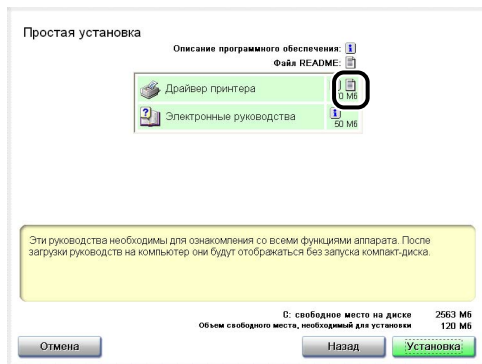 Простая установка
Описание программного обеспечения:
Файл README:
Драйвер принтера
0 Мб
Электронные руководства
50 Мб
Эти руководства необходимы для ознакомления со всеми функциями аппарата. После
загрузки руководств на компьютер они будут отображаться без запуска компакт-диска.
C: свободное место на диске 2563 Мб
Объем свободного места, необходимый для установки 120 Мб
Отмена Назад Установка